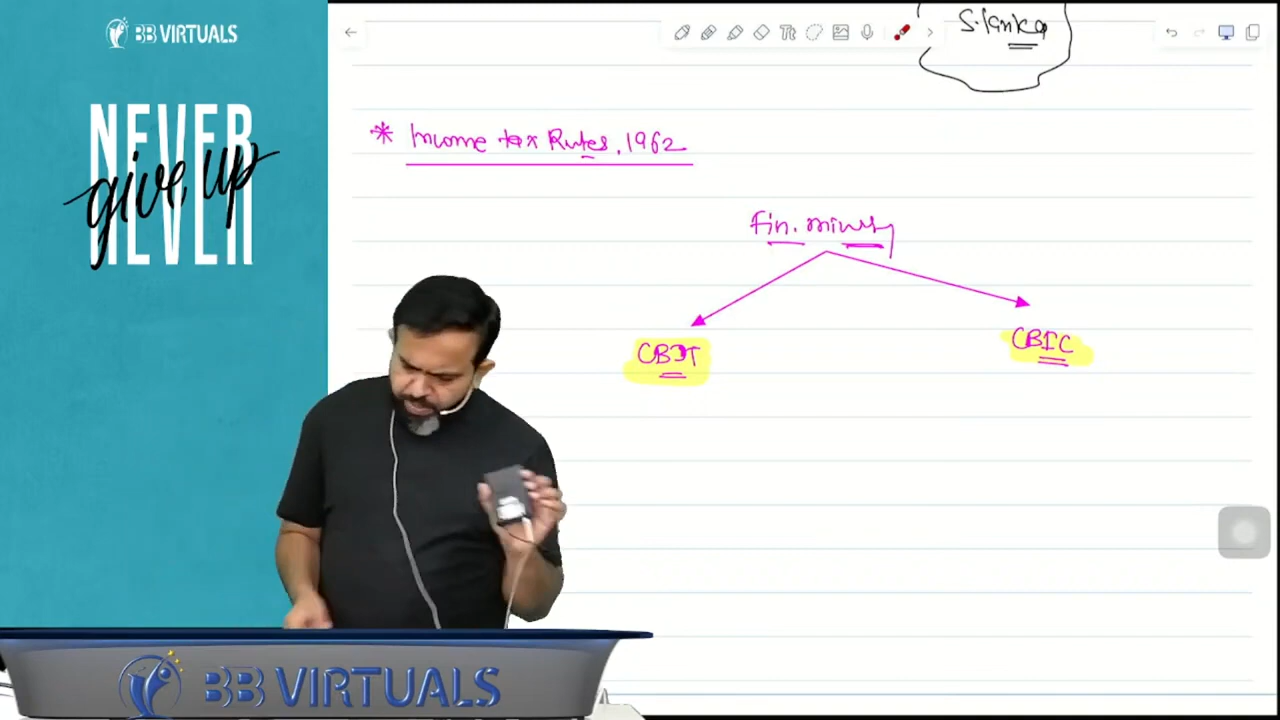 BB VIRTUALS
NEVER
give up
NEVER
S.lanka
* Income tax Rules, 1962
Fin. ministry
CBDT
CBIC
BB VIRTUALS